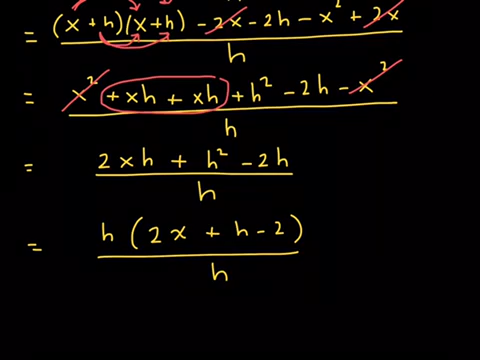 = (x + h)(x + h) - 2x - 2h - x² + 2x / h
= x² + xh + xh + h² - 2h - x² / h
= 2xh + h² - 2h / h
= h (2x + h - 2) / h